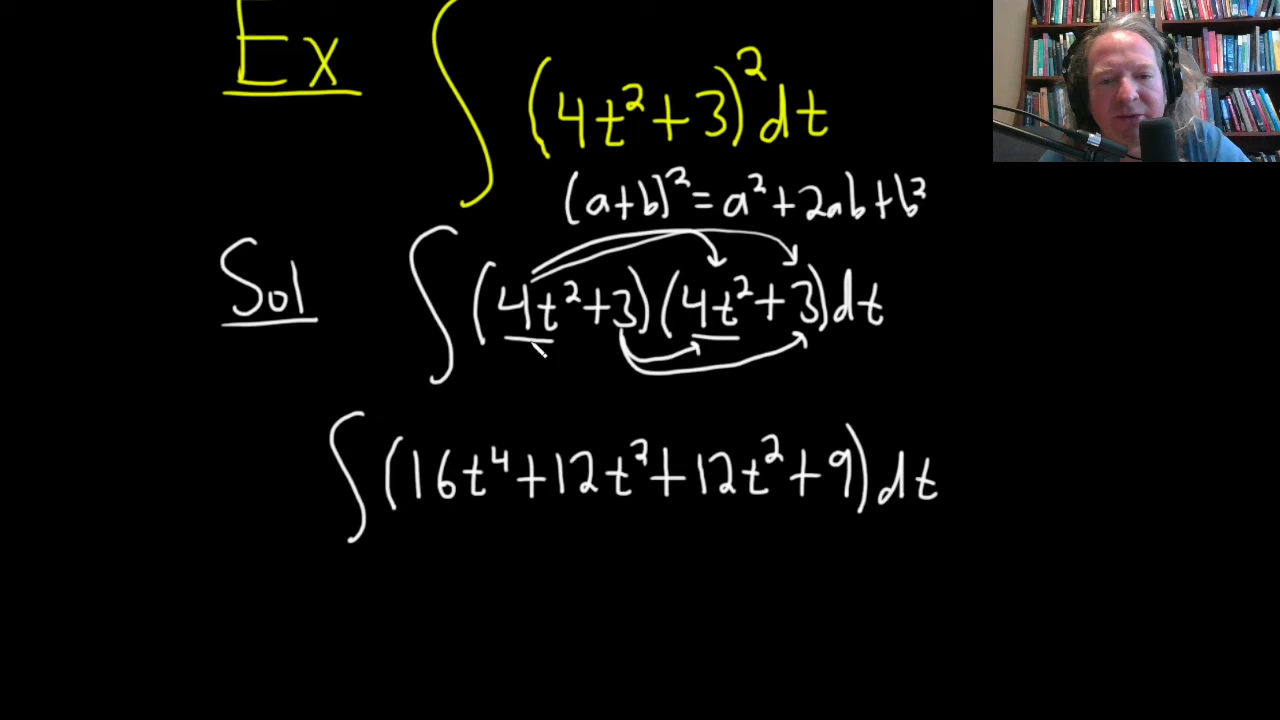 Ex ∫ (4t²+3)² dt
(a+b)² = a² + 2ab + b²
Sol ∫ (4t²+3)(4t²+3) dt
∫ (16t⁴ + 12t² + 12t² + 9) dt